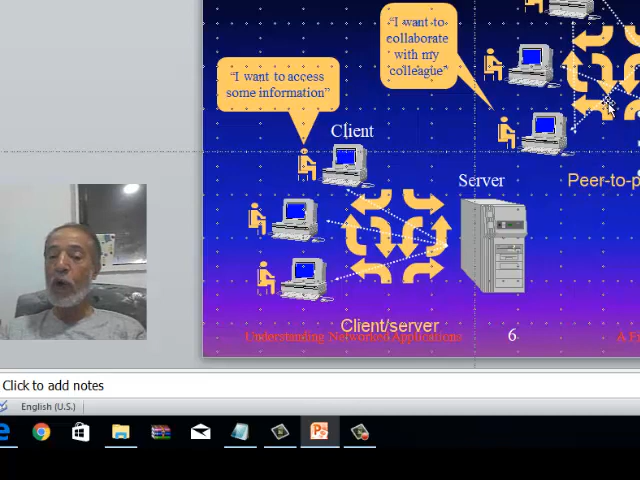 "I want to
collaborate
with my
colleague"
"I want to access
some information"
Client
Server
Peer-to-p
Client/server
Understanding Networked Applications
6
A Fi
Click to add notes
English (U.S.)